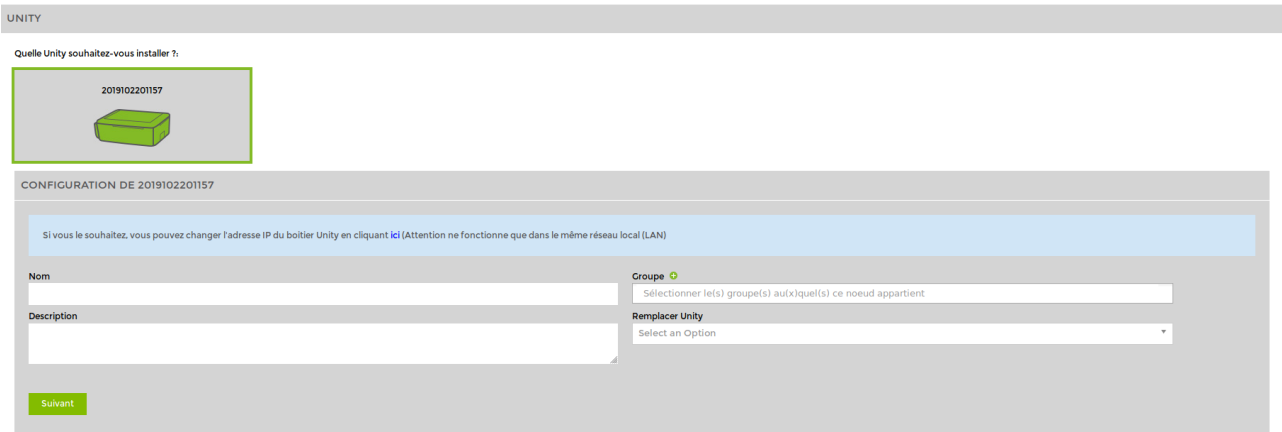 UNITY
Quelle Unity souhaitez-vous installer ?:
2019102201157
CONFIGURATION DE 2019102201157
Si vous le souhaitez, vous pouvez changer l'adresse IP du boitier Unity en cliquant ici (Attention ne fonctionne que dans le même réseau local (LAN)
Nom
Groupe
Sélectionner le(s) groupe(s) au(x)quel(s) ce noeud appartient
Description
Remplacer Unity
Select an Option
Suivant